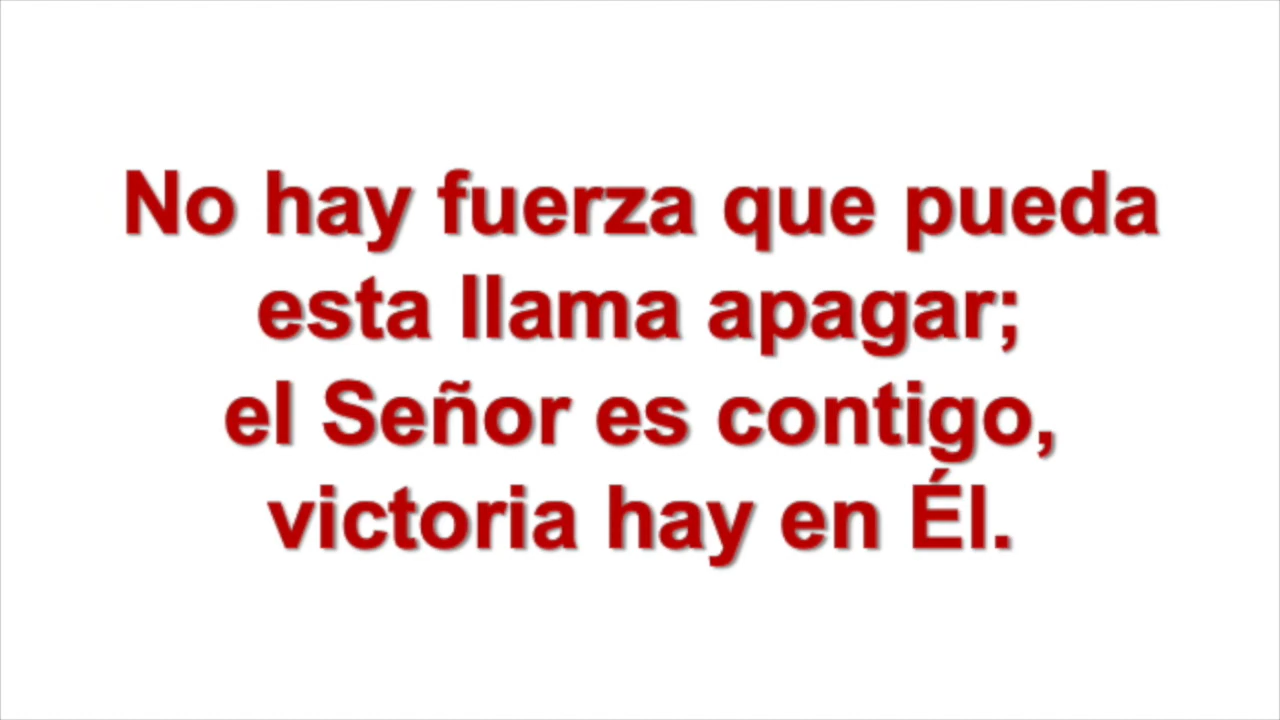 No hay fuerza que pueda
esta llama apagar;
el Señor es contigo,
victoria hay en Él.